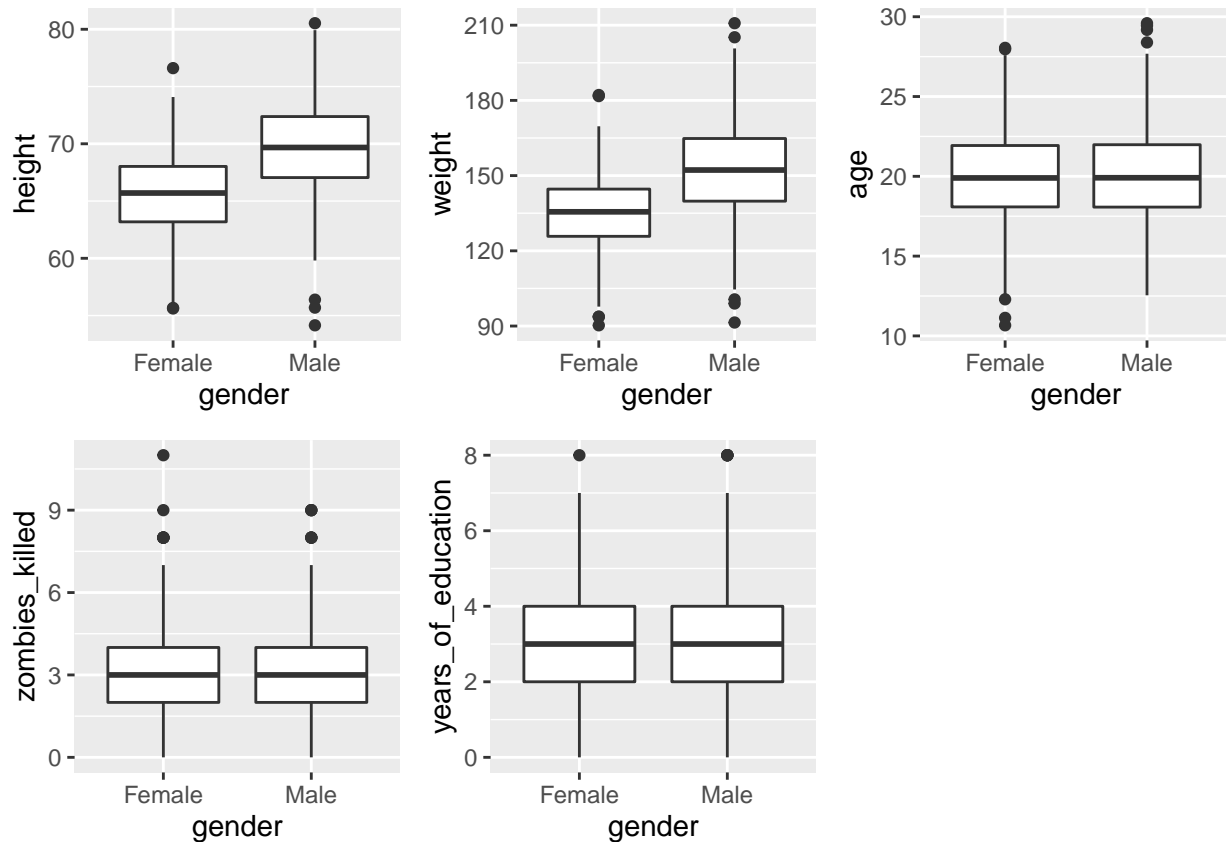 height
80
70
60
Female
Male
gender
weight
210
180
150
120
90
Female
Male
gender
age
30
25
20
15
10
Female
Male
gender
zombies_killed
9
6
3
0
Female
Male
gender
years_of_education
8
6
4
2
0
Female
Male
gender